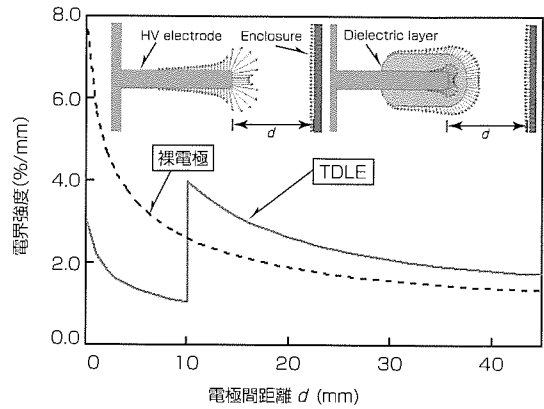 8.0
6.0
4.0
2.0
0.0
電界強度(%/mm)
HV electrode
Enclosure
Dielectric layer
d
d
裸電極
TDLE
0
10
20
30
40
電極間距離 d (mm)